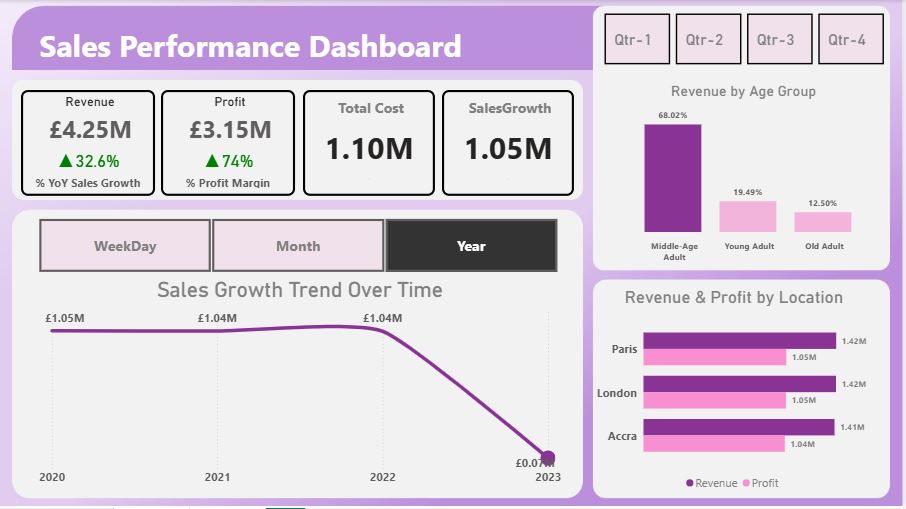 Sales Performance Dashboard
Qtr-1
Qtr-2
Qtr-3
Qtr-4
Revenue
£4.25M
▲32.6%
% YoY Sales Growth
Profit
£3.15M
▲74%
% Profit Margin
Total Cost
1.10M
SalesGrowth
1.05M
WeekDay
Month
Year
Sales Growth Trend Over Time
£1.05M
£1.04M
£1.04M
£0.07M
2020
2021
2022
2023
Revenue by Age Group
68.02%
19.49%
12.50%
Middle-Age
Adult
Young Adult
Old Adult
Revenue & Profit by Location
Paris
1.42M
1.05M
London
1.42M
1.05M
Accra
1.41M
1.04M
Revenue
Profit